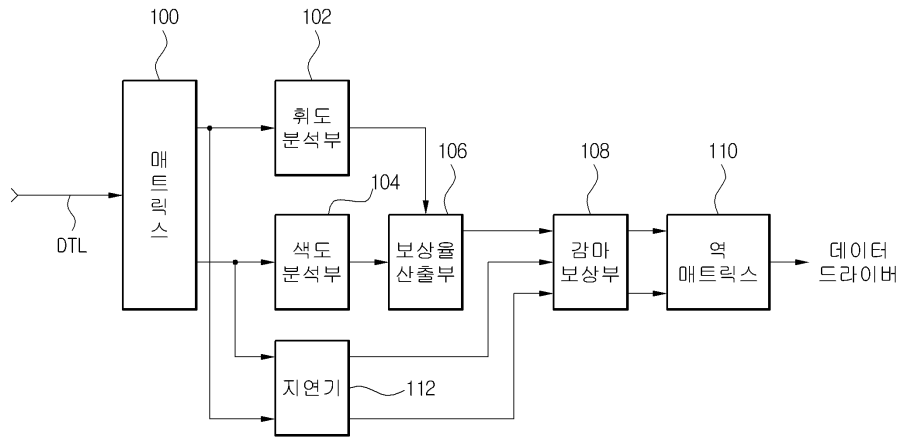 100
102
휘도
분석부
매
트
릭
스
DTL
104
색도
분석부
106
보상율
산출부
108
감마
보상부
110
역
매트릭스
데이터
드라이버
지연기
112